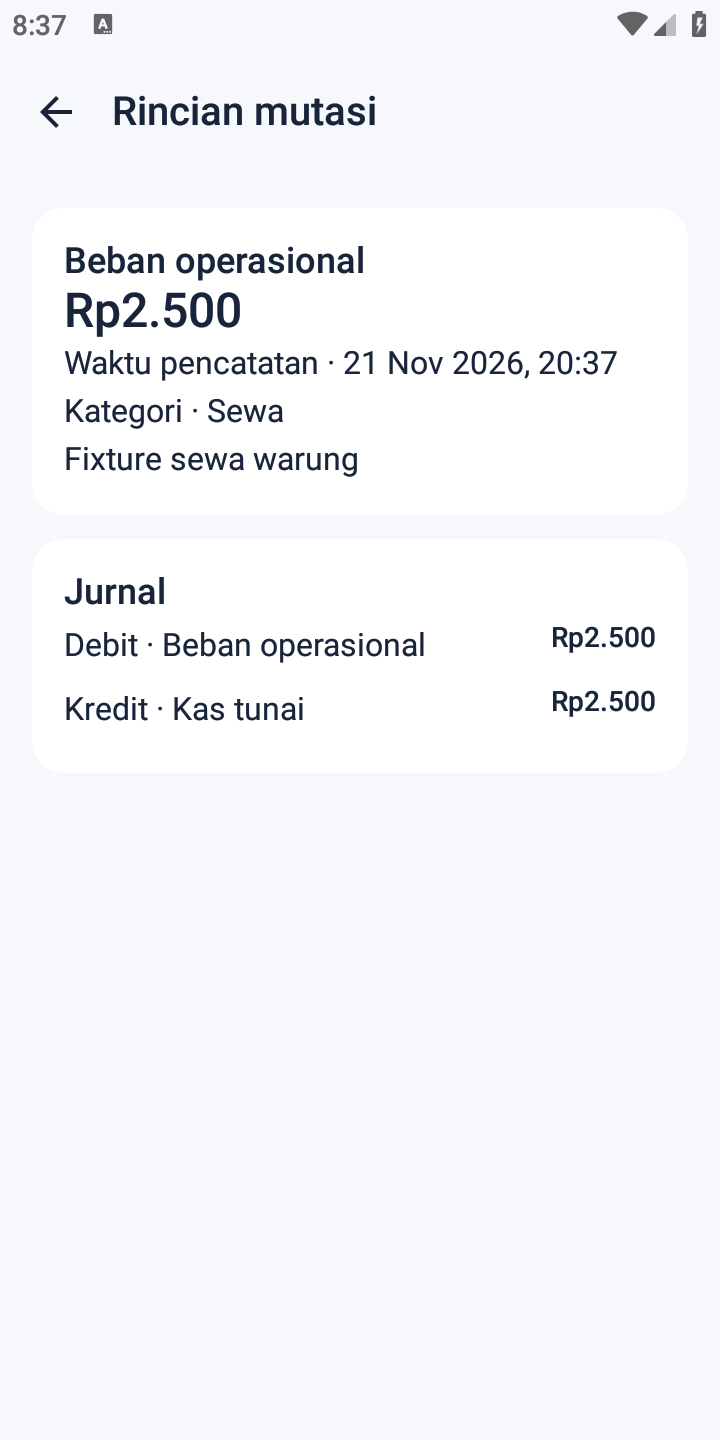 8:37
A
Rincian mutasi
Beban operasional
Rp2.500
Waktu pencatatan · 21 Nov 2026, 20:37
Kategori · Sewa
Fixture sewa warung
Jurnal
Debit · Beban operasional Rp2.500
Kredit · Kas tunai Rp2.500